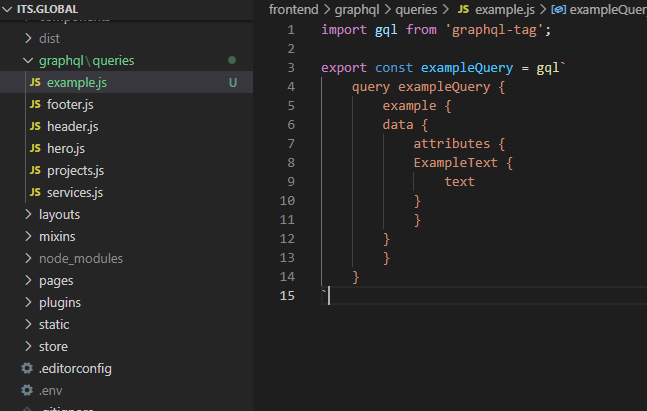 ITS.GLOBAL
components
dist
graphql\queries
JS example.js U
JS footer.js
JS header.js
JS hero.js
JS projects.js
JS services.js
layouts
mixins
node_modules
pages
plugins
static
store
.editorconfig
.env
.gitignore
frontend > graphql > queries > JS example.js > exampleQuery
1 import gql from 'graphql-tag';
2
3 export const exampleQuery = gql`
4 query exampleQuery {
5 example {
6 data {
7 attributes {
8 ExampleText {
9 text
10 }
11 }
12 }
13 }
14 }
15 `